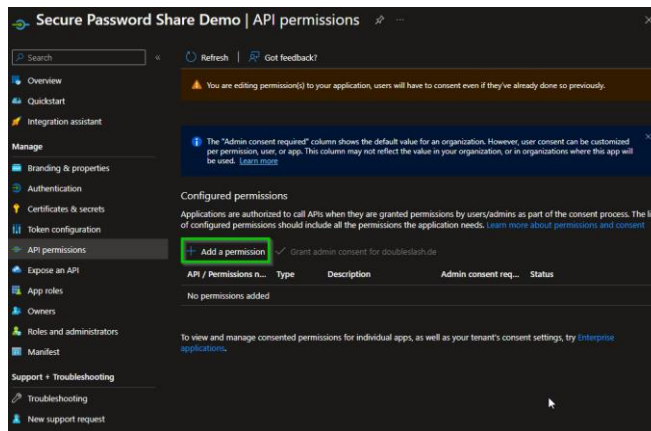 Secure Password Share Demo | API permissions
Search
Refresh | Got feedback?
Overview
Quickstart
Integration assistant
Manage
Branding & properties
Authentication
Certificates & secrets
Token configuration
API permissions
Expose an API
App roles
Owners
Roles and administrators
Manifest
Support + Troubleshooting
Troubleshooting
New support request
You are editing permission(s) to your application, users will have to consent even if they've already done so previously.
The "Admin consent required" column shows the default value for an organization. However, user consent can be customized
per permission, user, or app. This column may not reflect the value in your organization, or in organizations where this app will
be used. Learn more
Configured permissions
Applications are authorized to call APIs when they are granted permissions by users/admins as part of the consent process. The li
of configured permissions should include all the permissions the application needs. Learn more about permissions and consent
Add a permission
Grant admin consent for doubleslash.de
API / Permissions n... Type Description Admin consent req... Status
No permissions added
To view and manage consented permissions for individual apps, as well as your tenant's consent settings, try Enterprise
applications.